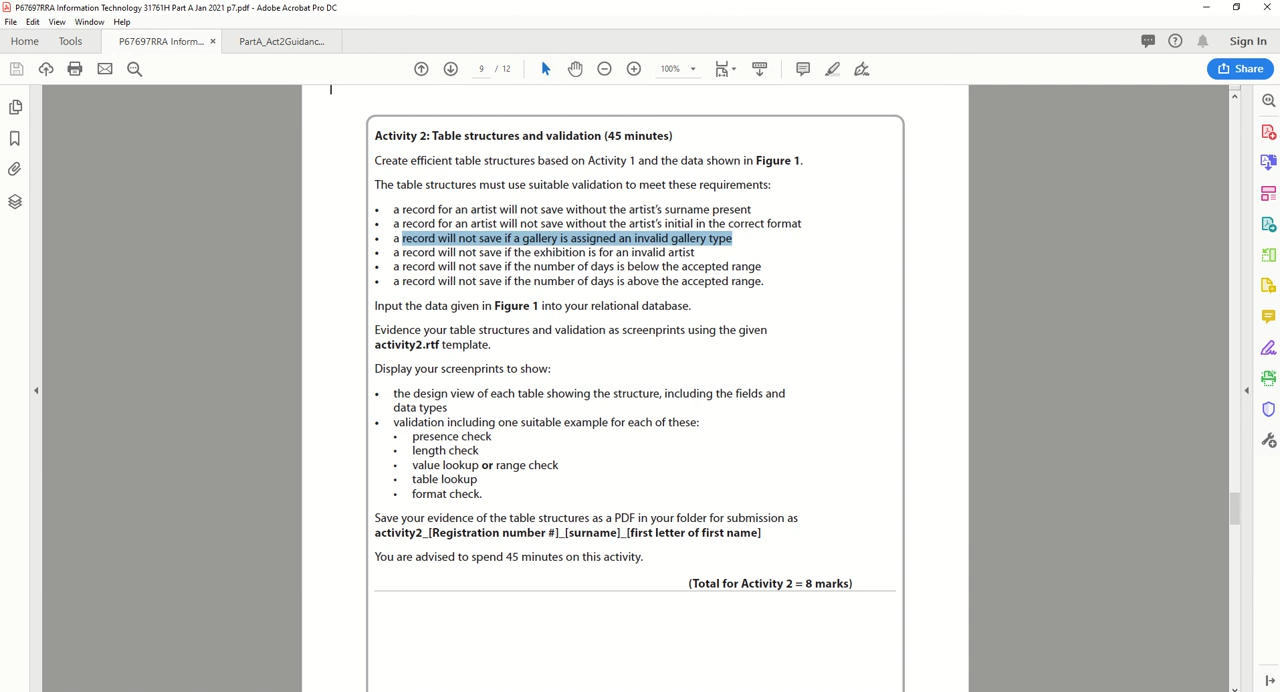 P67697RRA Information Technology 31761H Part A Jan 2021 p7.pdf - Adobe Acrobat Pro DC
File Edit View Window Help
Home Tools P67697RRA Inform... × PartA_Act2Guidanc... Sign In
9 / 12 100% Share
Activity 2: Table structures and validation (45 minutes)
Create efficient table structures based on Activity 1 and the data shown in Figure 1.
The table structures must use suitable validation to meet these requirements:
• a record for an artist will not save without the artist's surname present
• a record for an artist will not save without the artist's initial in the correct format
• a record will not save if a gallery is assigned an invalid gallery type
• a record will not save if the exhibition is for an invalid artist
• a record will not save if the number of days is below the accepted range
• a record will not save if the number of days is above the accepted range.
Input the data given in Figure 1 into your relational database.
Evidence your table structures and validation as screenprints using the given
activity2.rtf template.
Display your screenprints to show:
• the design view of each table showing the structure, including the fields and
data types
• validation including one suitable example for each of these:
• presence check
• length check
• value lookup or range check
• table lookup
• format check.
Save your evidence of the table structures as a PDF in your folder for submission as
activity2_[Registration number #]_[surname]_[first letter of first name]
You are advised to spend 45 minutes on this activity.
(Total for Activity 2 = 8 marks)